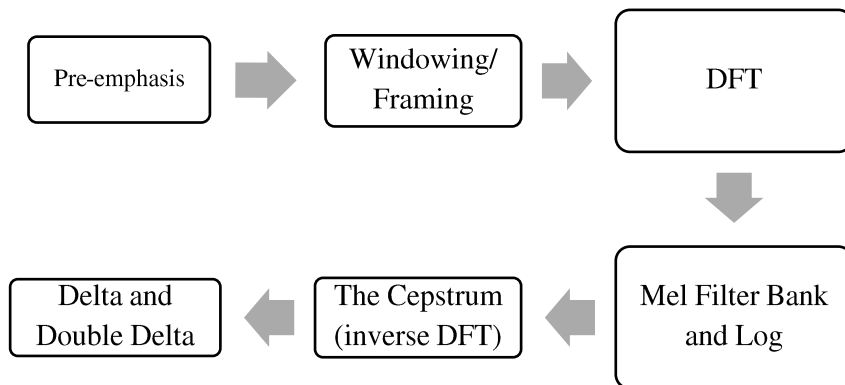 Pre-emphasis
Windowing/
Framing
DFT
Mel Filter Bank
and Log
The Cepstrum
(inverse DFT)
Delta and
Double Delta